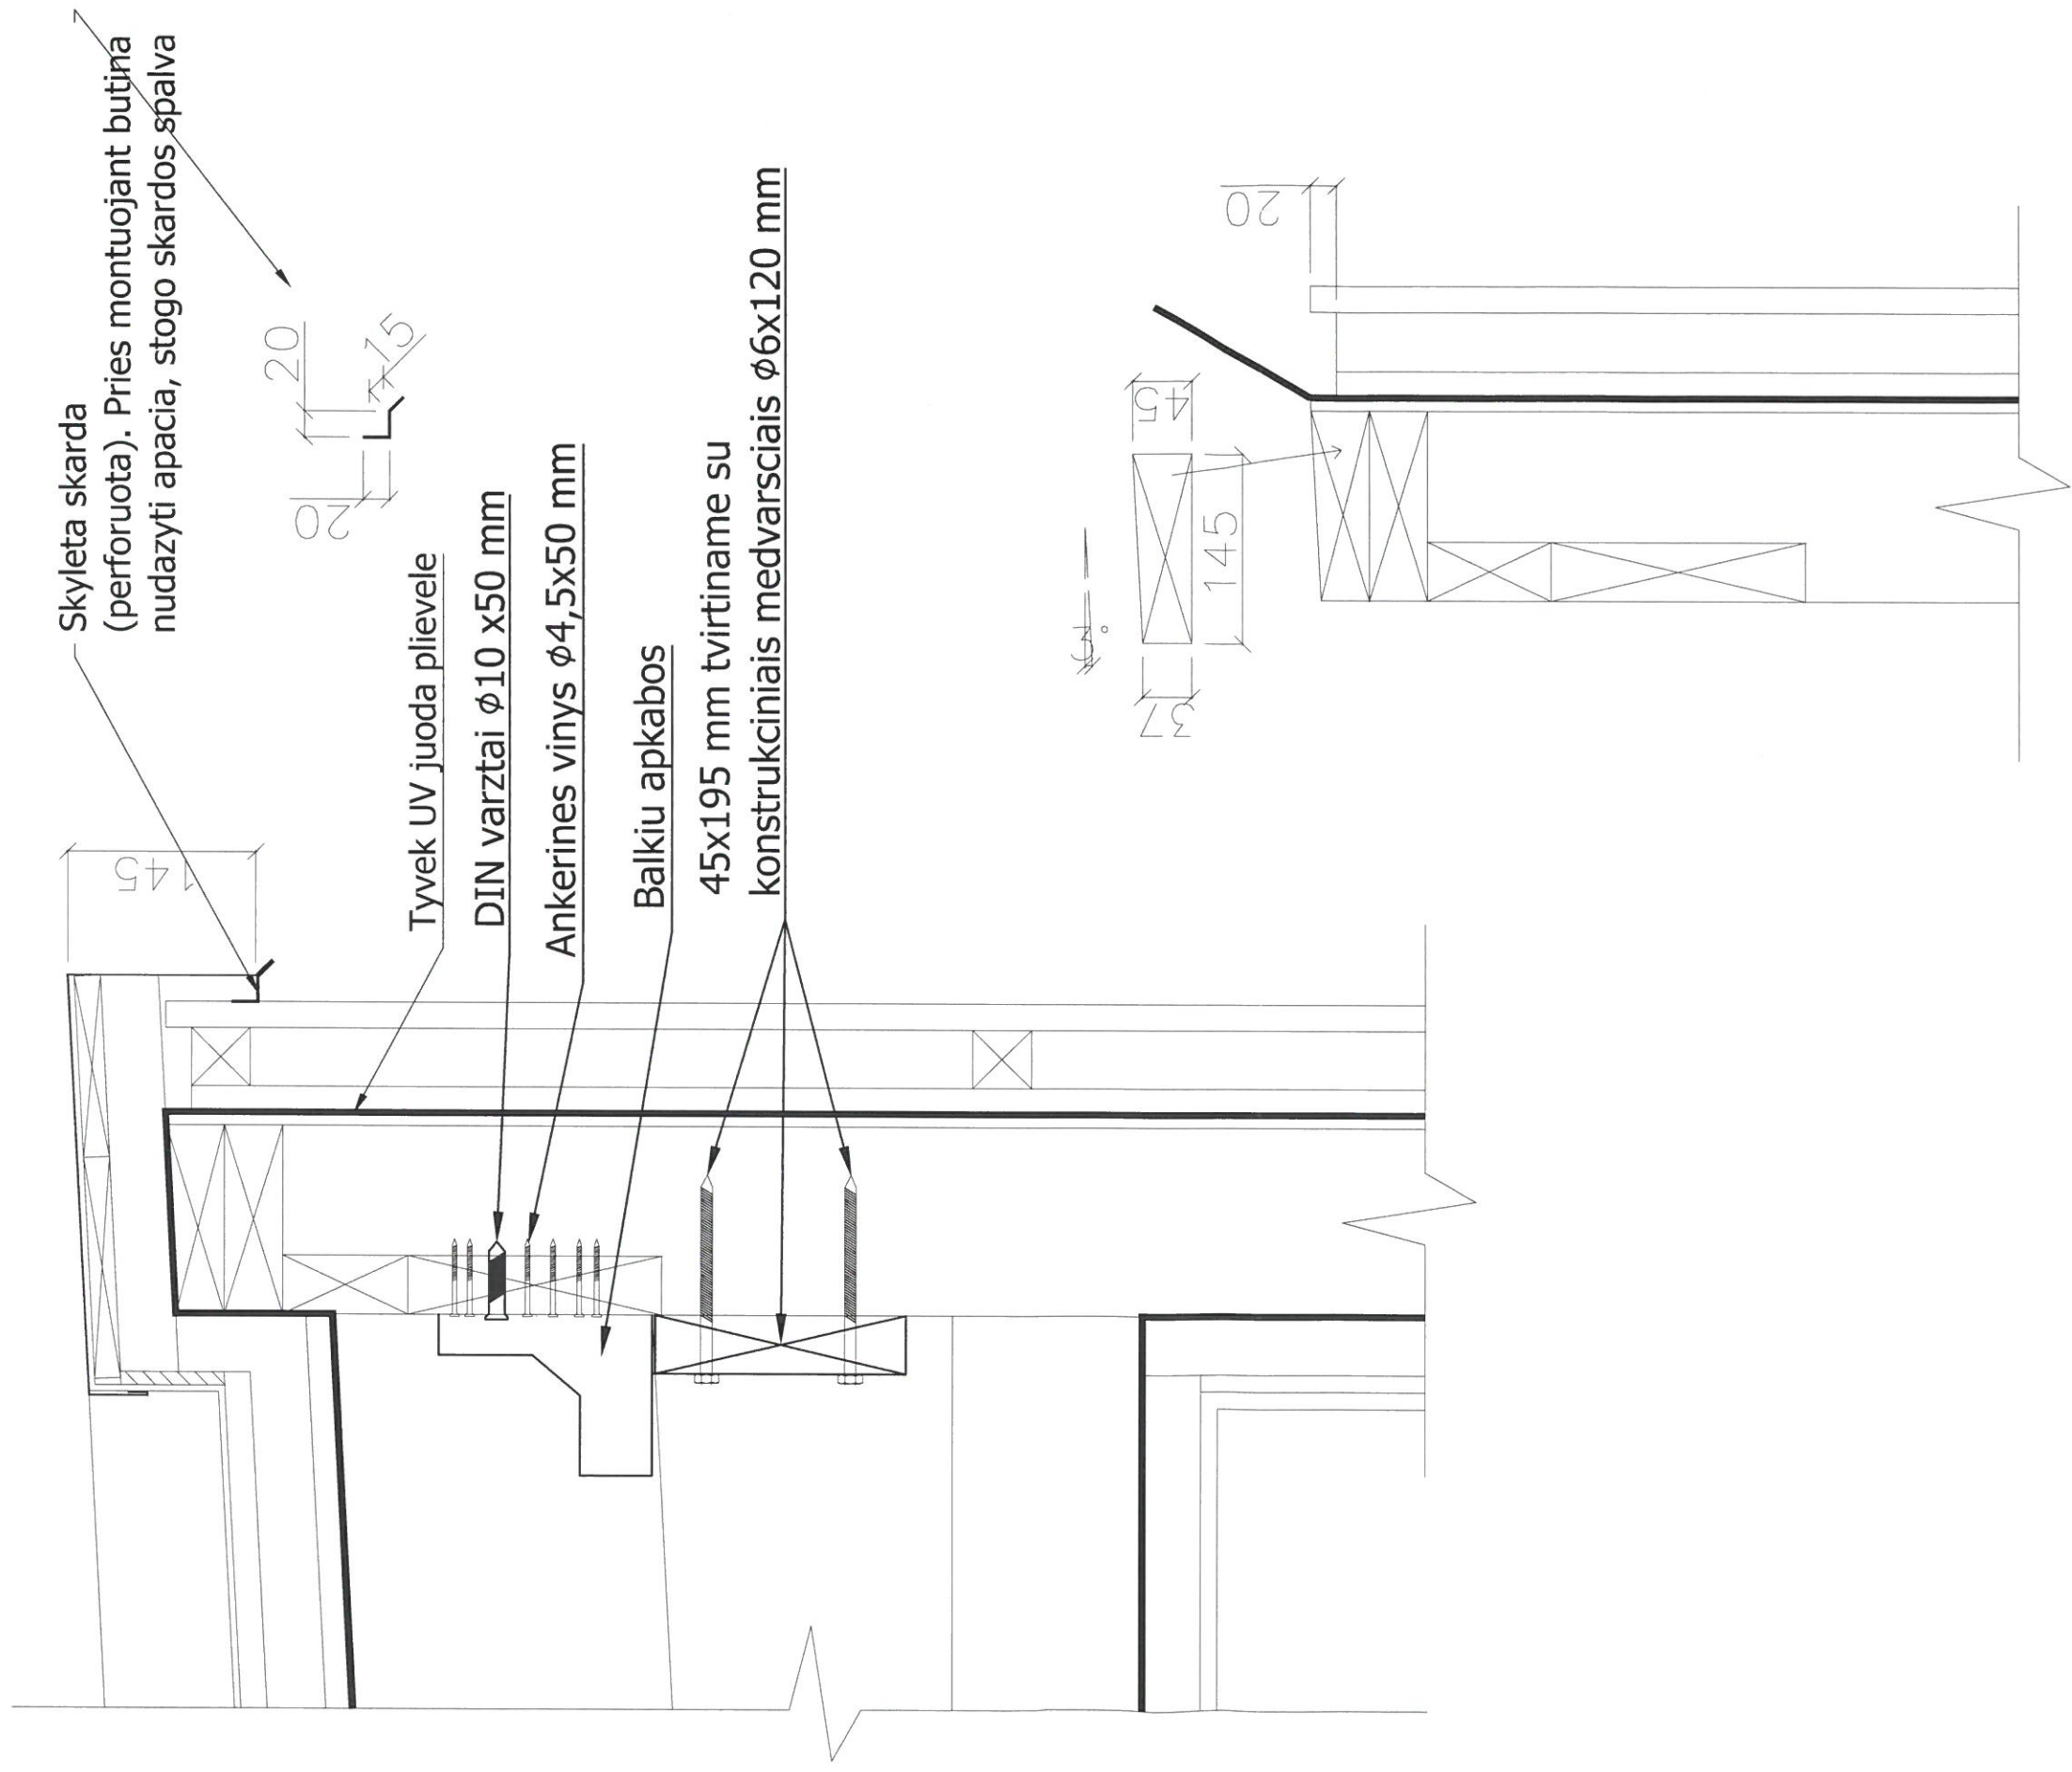 Skyleta skarda
(perforuota). Pries montuojant butina
nudazyti apacia, stogo skardos spalva
20
15
20
145
Tyvek UV juoda plievele
DIN varztai ϕ10 x50 mm
Ankerines vinys ϕ4,5x50 mm
Balkiu apkabos
45x195 mm tvirtiname su
konstrukciniais medvarsciais ϕ6x120 mm
3°
45
145
37
20